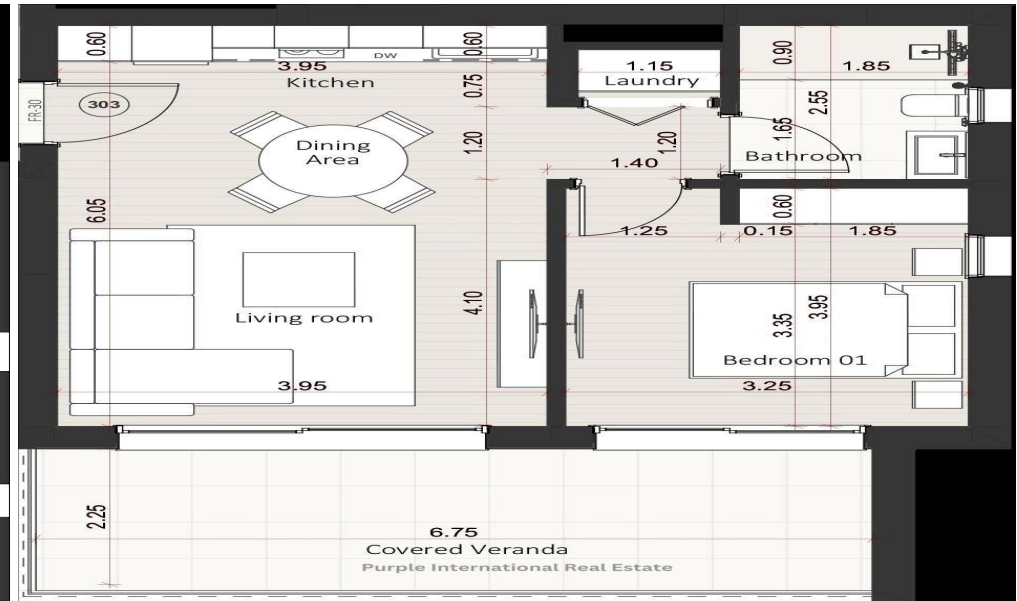 0.60
0.60
DW
3.95
Kitchen
0.75
1.15
Laundry
0.90
1.85
FR-30
303
2.55
Dining
Area
1.20
1.20
1.65
Bathroom
1.40
6.05
0.60
1.25
0.15
1.85
4.10
Living room
3.35
3.95
Bedroom 01
3.95
3.25
2.25
6.75
Covered Veranda
Purple International Real Estate